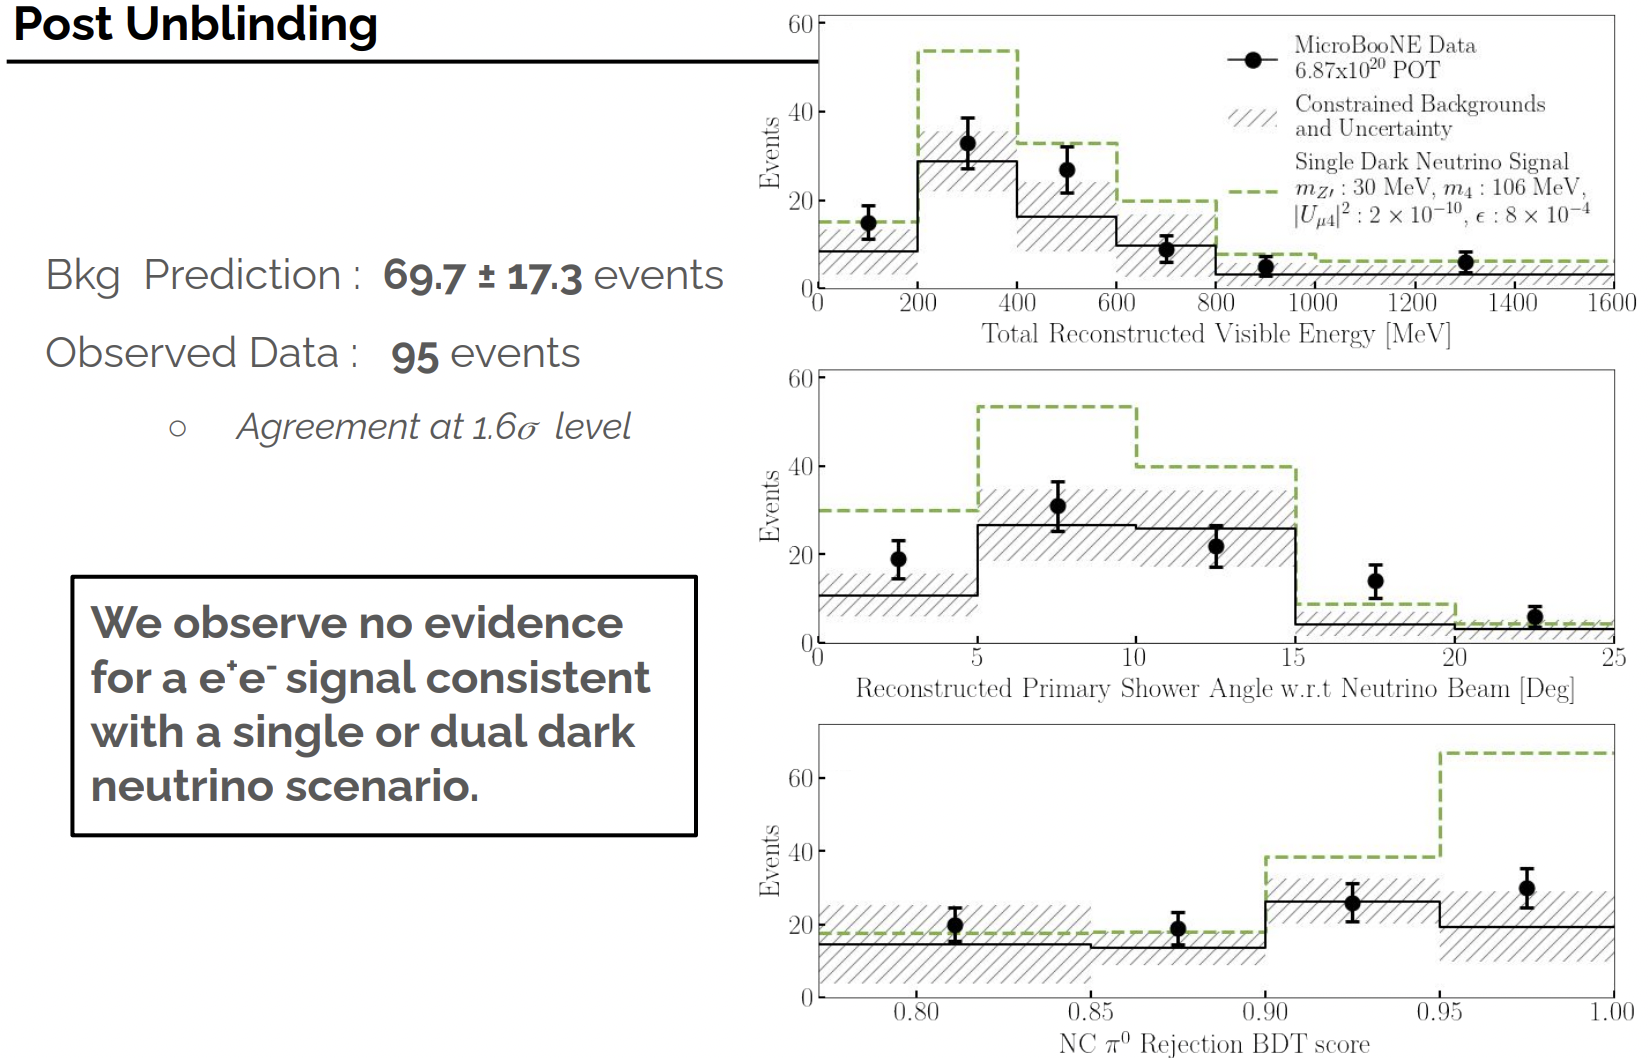 Post Unblinding
Bkg Prediction : 69.7 ± 17.3 events
Observed Data : 95 events
○ Agreement at 1.6σ level
We observe no evidence
for a e⁺e⁻ signal consistent
with a single or dual dark
neutrino scenario.
60
40
20
0
Events
MicroBooNE Data
6.87x10²⁰ POT
Constrained Backgrounds
and Uncertainty
Single Dark Neutrino Signal
m_Z′ : 30 MeV, m₄ : 106 MeV,
|U_μ4|² : 2 × 10⁻¹⁰, ϵ : 8 × 10⁻⁴
0 200 400 600 800 1000 1200 1400 1600
Total Reconstructed Visible Energy [MeV]
60
40
20
0
Events
0 5 10 15 20 25
Reconstructed Primary Shower Angle w.r.t Neutrino Beam [Deg]
60
40
20
0
Events
0.80 0.85 0.90 0.95 1.00
NC π⁰ Rejection BDT score